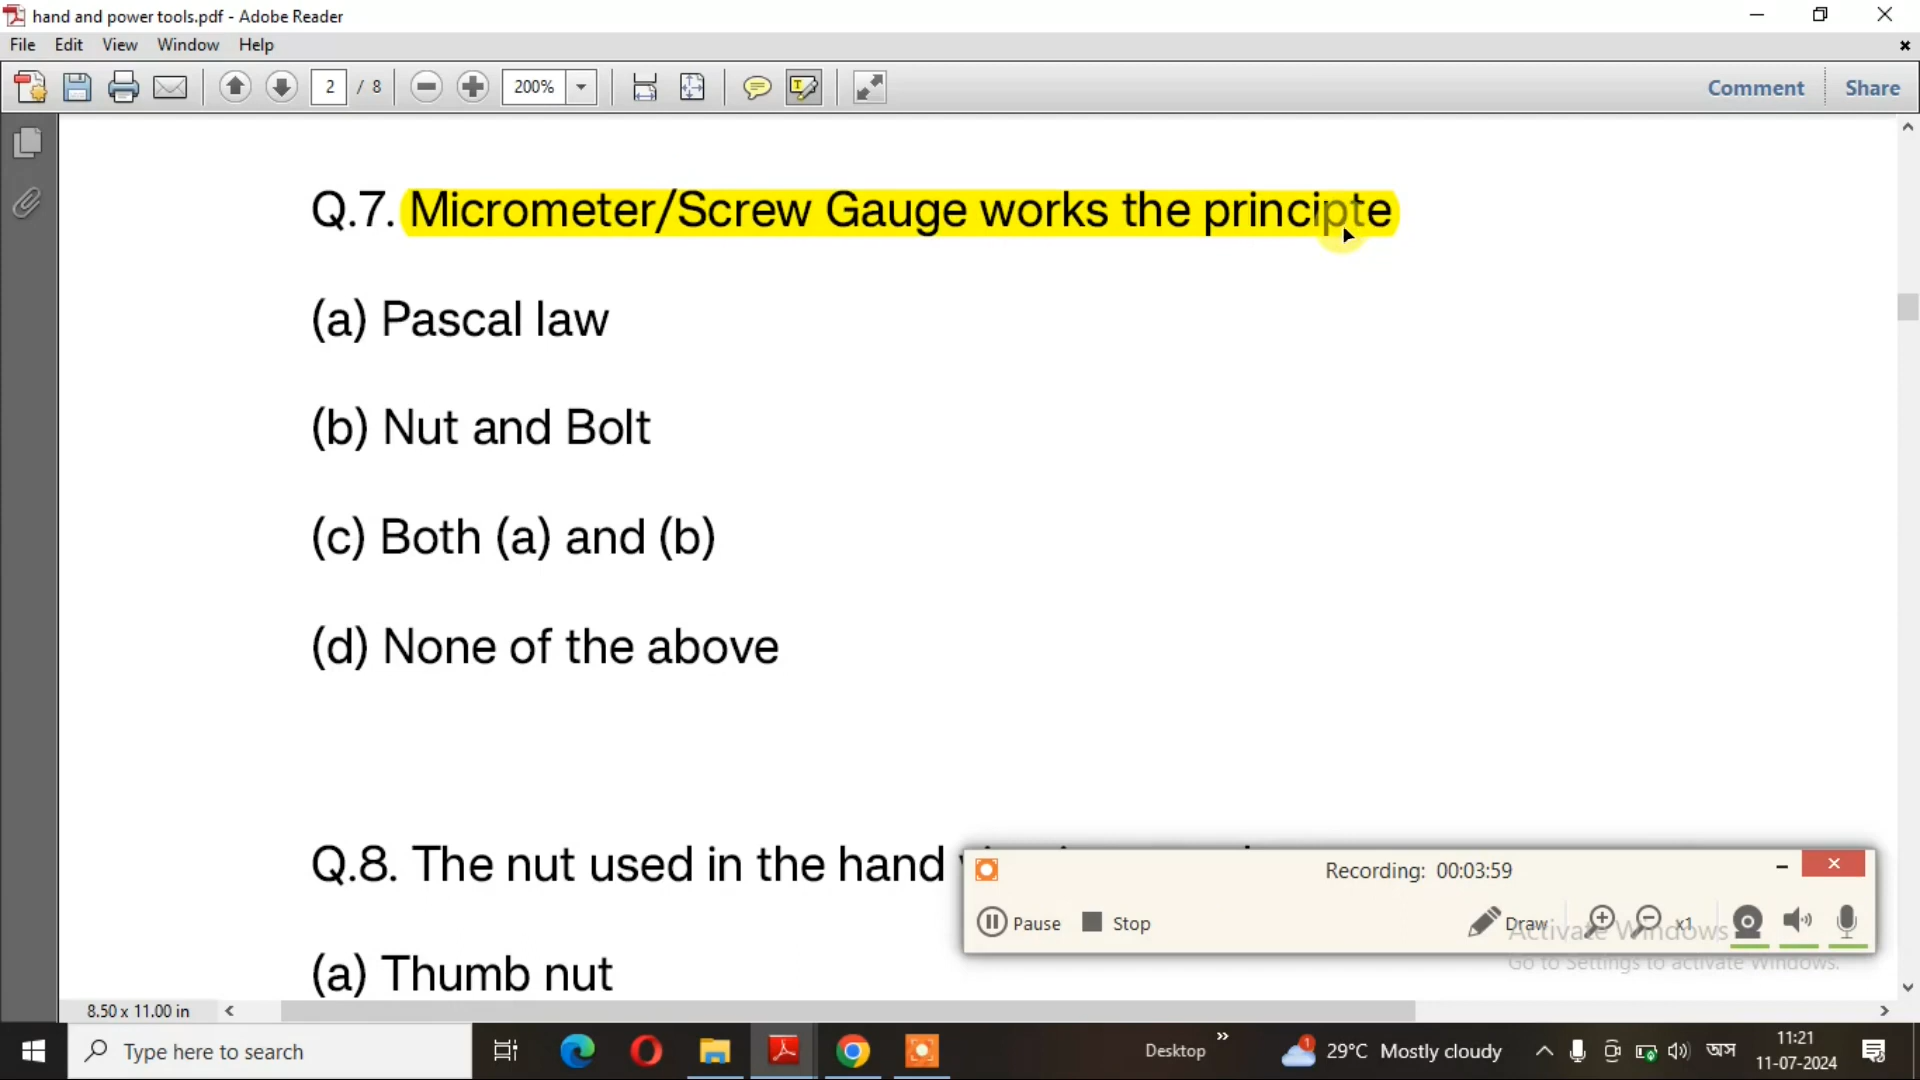 hand and power tools.pdf - Adobe Reader
File Edit View Window Help
2 / 8 200% Comment Share
Q.7. Micrometer/Screw Gauge works the principte
(a) Pascal law
(b) Nut and Bolt
(c) Both (a) and (b)
(d) None of the above
Q.8. The nut used in the hand
Recording: 00:03:59
Pause Stop Draw x1
Activate Windows
Go to Settings to activate Windows.
(a) Thumb nut
8.50 x 11.00 in
Type here to search Desktop 1 29°C Mostly cloudy অস 11:21
11-07-2024